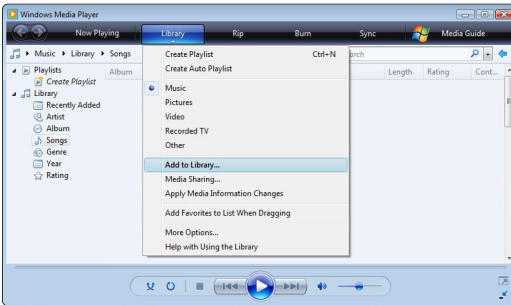 Windows Media Player
Now Playing Library Rip Burn Sync Media Guide
Music Library Songs
Playlists
Create Playlist
Library
Recently Added
Artist
Album
Songs
Genre
Year
Rating
Album
Create Playlist Ctrl+N
Create Auto Playlist
Music
Pictures
Video
Recorded TV
Other
Add to Library...
Media Sharing...
Apply Media Information Changes
Add Favorites to List When Dragging
More Options...
Help with Using the Library
Length Rating Cont...